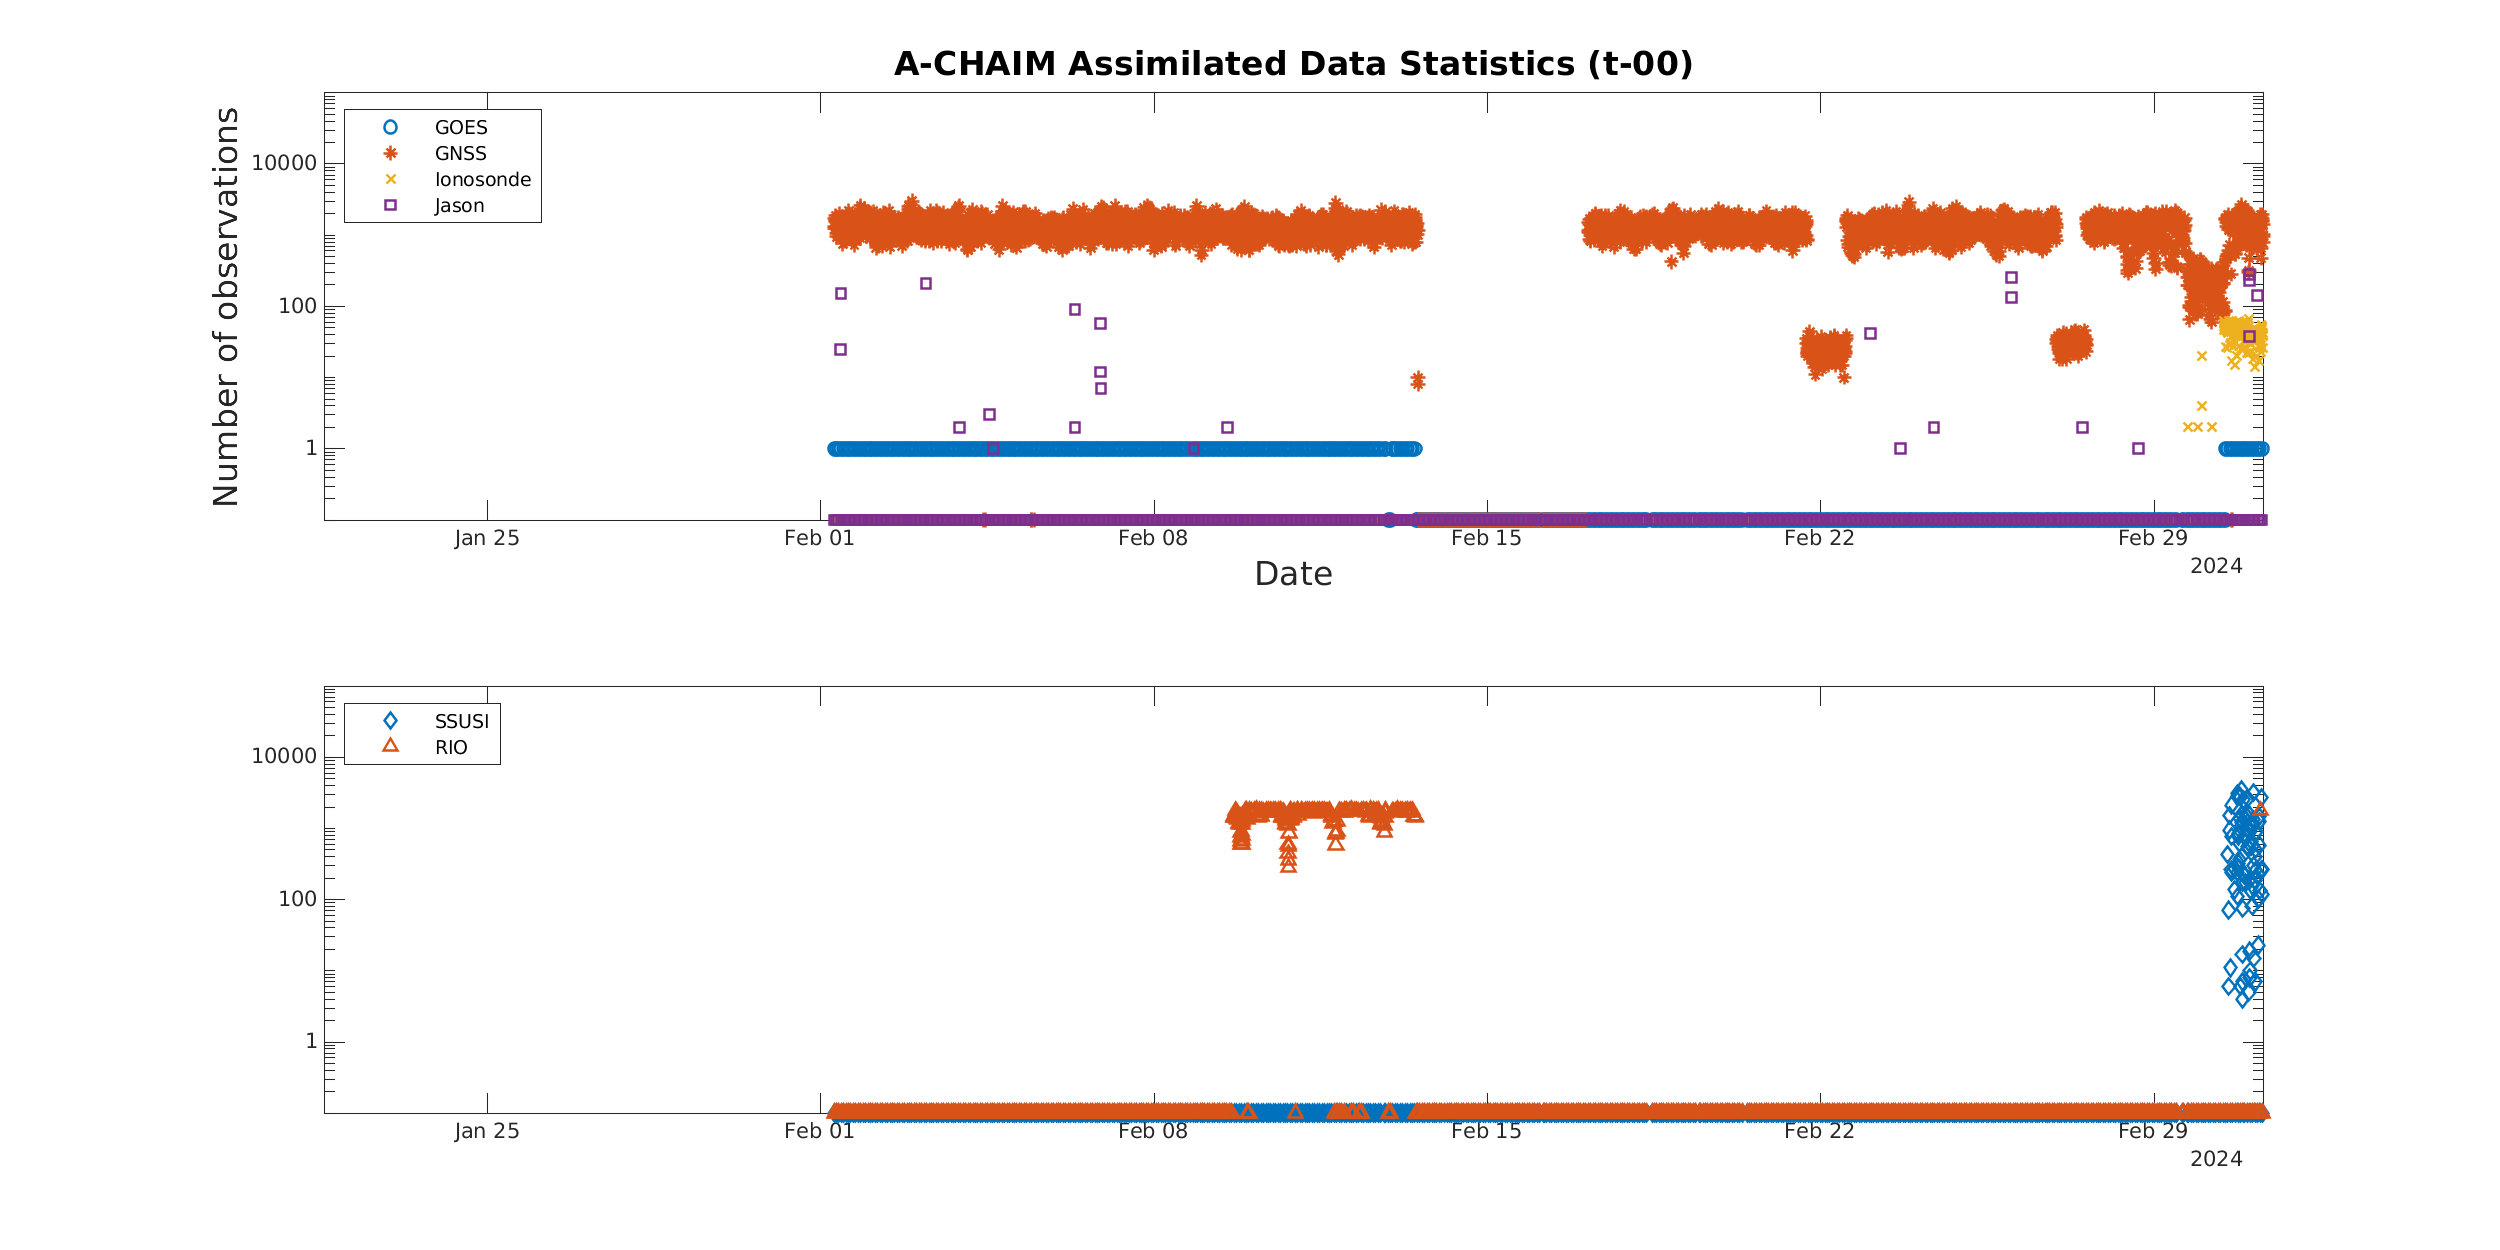 A-CHAIM Assimilated Data Statistics (t-00)
Number of observations
10000
100
1
GOES
GNSS
Ionosonde
Jason
Jan 25
Feb 01
Feb 08
Feb 15
Feb 22
Feb 29
2024
Date
10000
100
1
SSUSI
RIO
Jan 25
Feb 01
Feb 08
Feb 15
Feb 22
Feb 29
2024